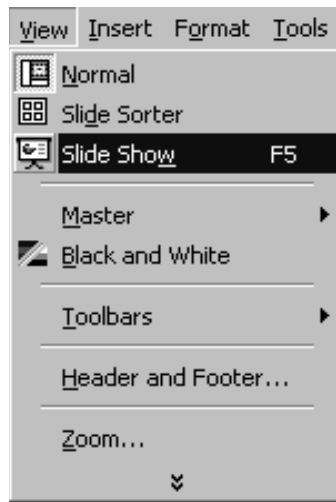 View Insert Format Tools
Normal
Slide Sorter
Slide Show F5
Master
Black and White
Toolbars
Header and Footer...
Zoom...